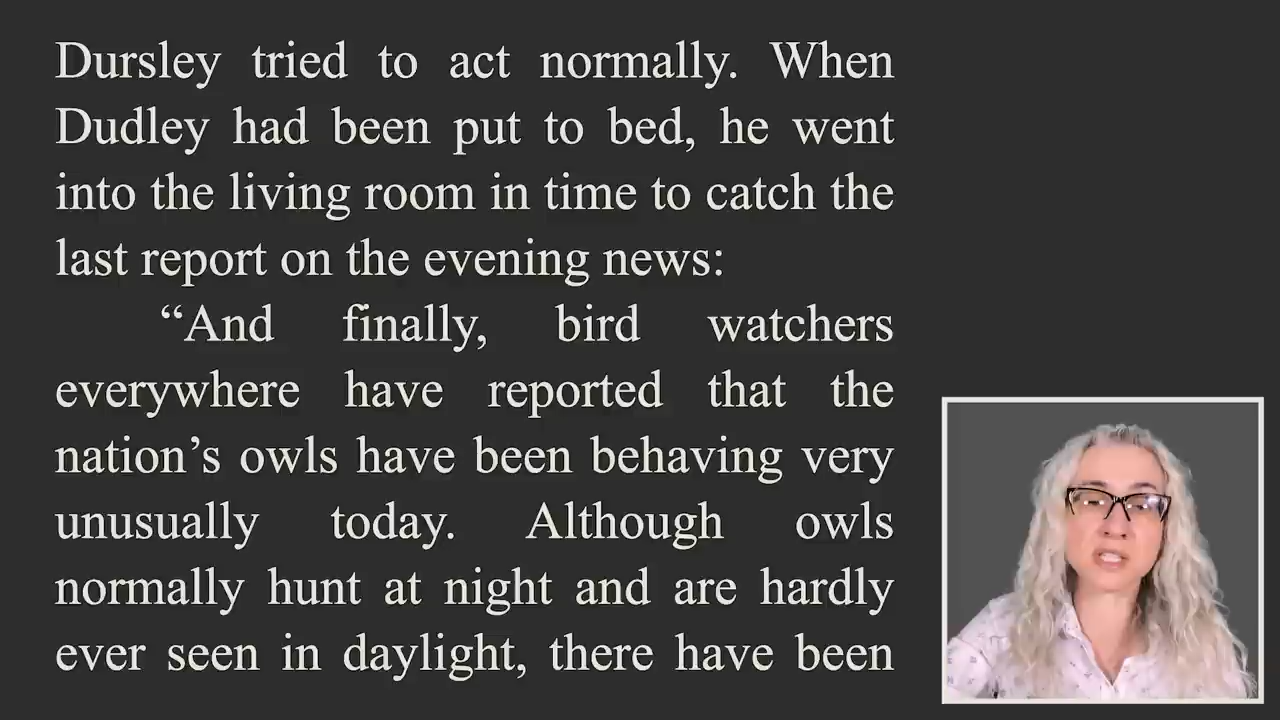 Dursley tried to act normally. When
Dudley had been put to bed, he went
into the living room in time to catch the
last report on the evening news:
“And finally, bird watchers
everywhere have reported that the
nation’s owls have been behaving very
unusually today. Although owls
normally hunt at night and are hardly
ever seen in daylight, there have been